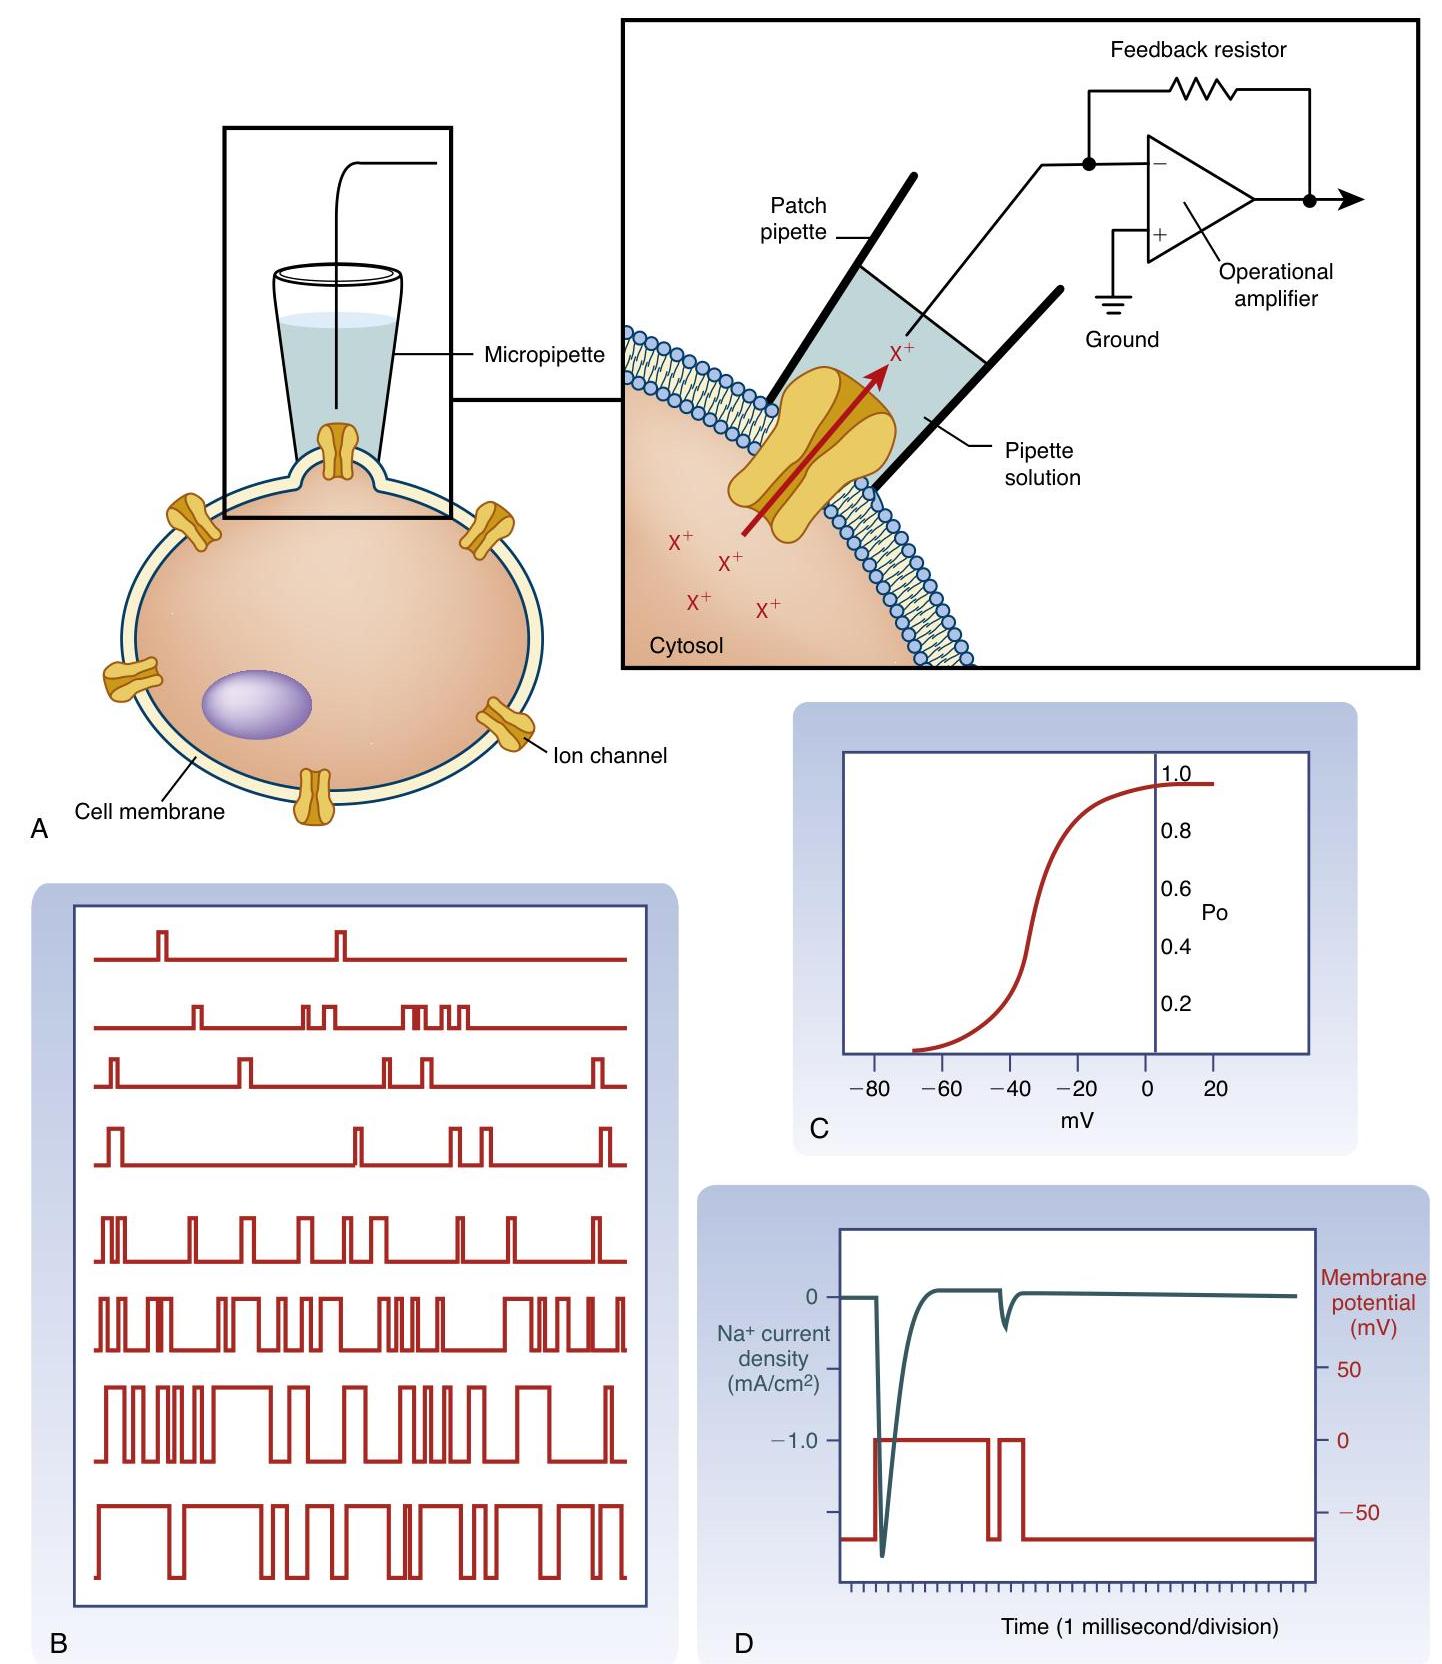 Feedback resistor
Patch
pipette
−
+
Operational
amplifier
Ground
Micropipette
X⁺
Pipette
solution
X⁺
X⁺
X⁺
X⁺
Cytosol
Ion channel
Cell membrane
A
1.0
0.8
0.6
Po
0.4
0.2
−80 −60 −40 −20 0 20
mV
C
B
0
Na⁺ current
density
(mA/cm²)
−1.0
Membrane
potential
(mV)
50
0
−50
Time (1 millisecond/division)
D